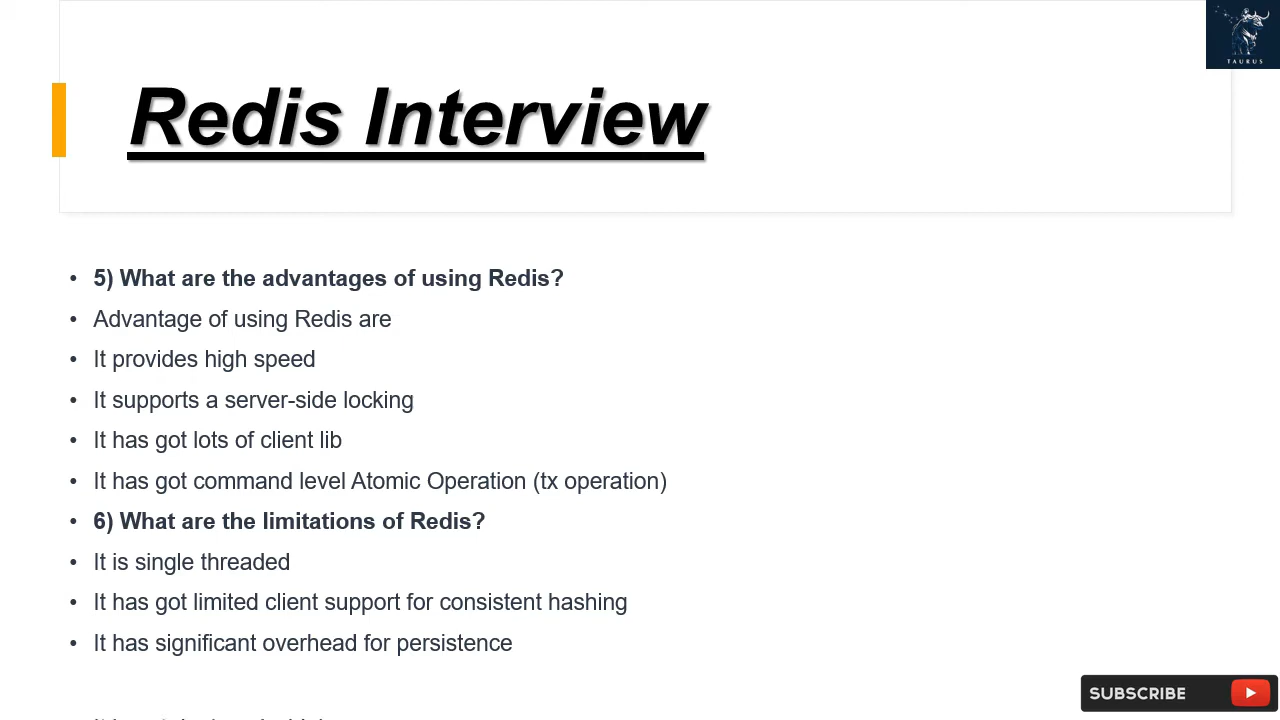 TAURUS
Redis Interview
• 5) What are the advantages of using Redis?
• Advantage of using Redis are
• It provides high speed
• It supports a server-side locking
• It has got lots of client lib
• It has got command level Atomic Operation (tx operation)
• 6) What are the limitations of Redis?
• It is single threaded
• It has got limited client support for consistent hashing
• It has significant overhead for persistence
SUBSCRIBE